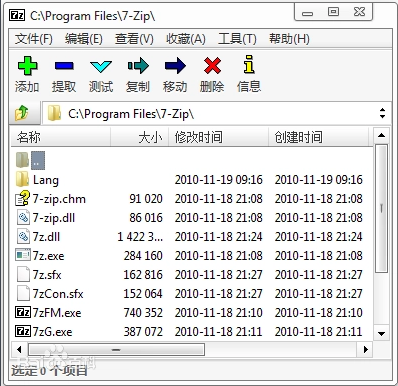 7z C:\Program Files\7-Zip\
文件(F) 编辑(E) 查看(V) 收藏(A) 工具(T) 帮助(H)
添加 提取 测试 复制 移动 删除 信息
C:\Program Files\7-Zip\
名称 大小 修改时间 创建时间
..
Lang 2010-11-19 09:16 2010-11-19 09:16
7-zip.chm 91 020 2010-11-18 21:08 2010-11-18 21:08
7-zip.dll 86 016 2010-11-18 21:08 2010-11-18 21:08
7z.dll 1 422 3... 2010-11-18 21:24 2010-11-18 21:24
7z.exe 284 160 2010-11-18 21:08 2010-11-18 21:08
7z.sfx 162 816 2010-11-18 21:27 2010-11-18 21:27
7zCon.sfx 152 064 2010-11-18 21:27 2010-11-18 21:27
7z 7zFM.exe 740 352 2010-11-18 21:10 2010-11-18 21:10
7z 7zG.exe 387 072 2010-11-18 21:11 2010-11-18 21:11
选定 0 个项目